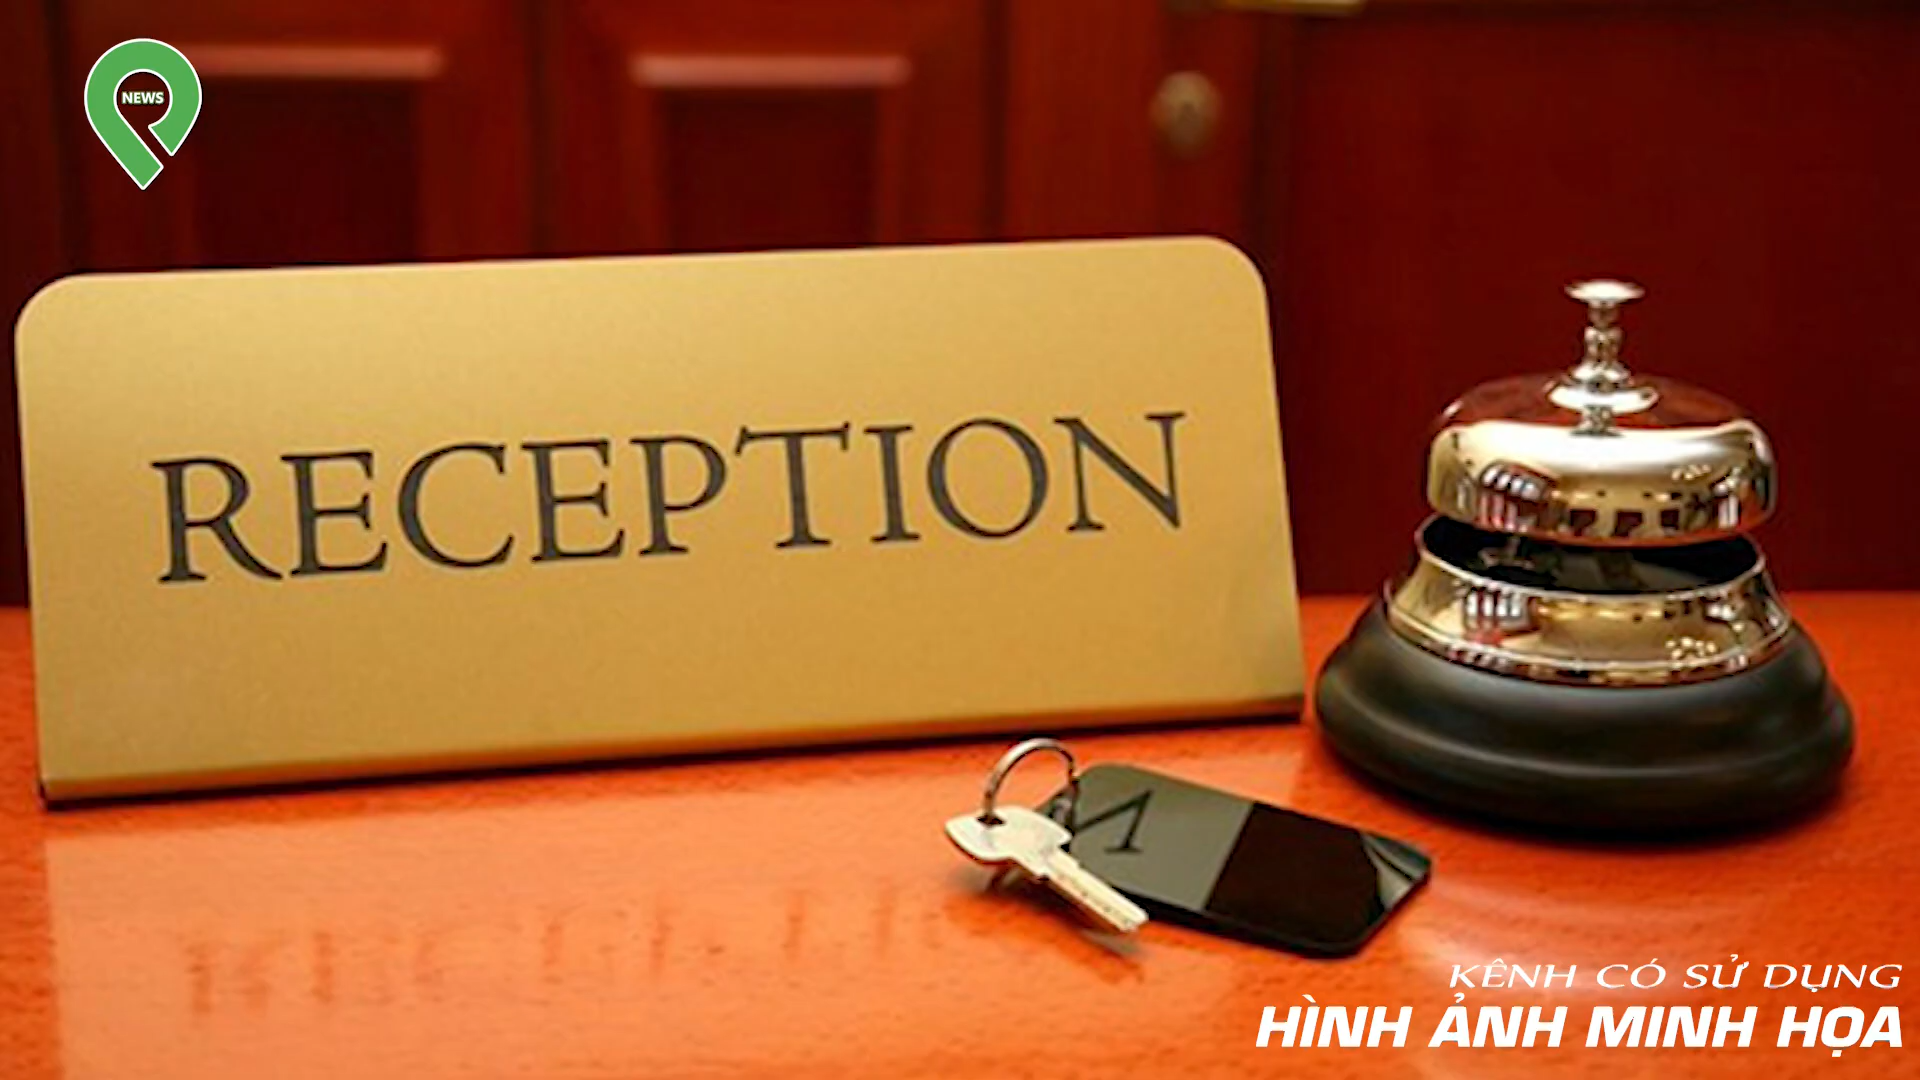 NEWS
RECEPTION
KÊNH CÓ SỬ DỤNG
HÌNH ẢNH MINH HỌA